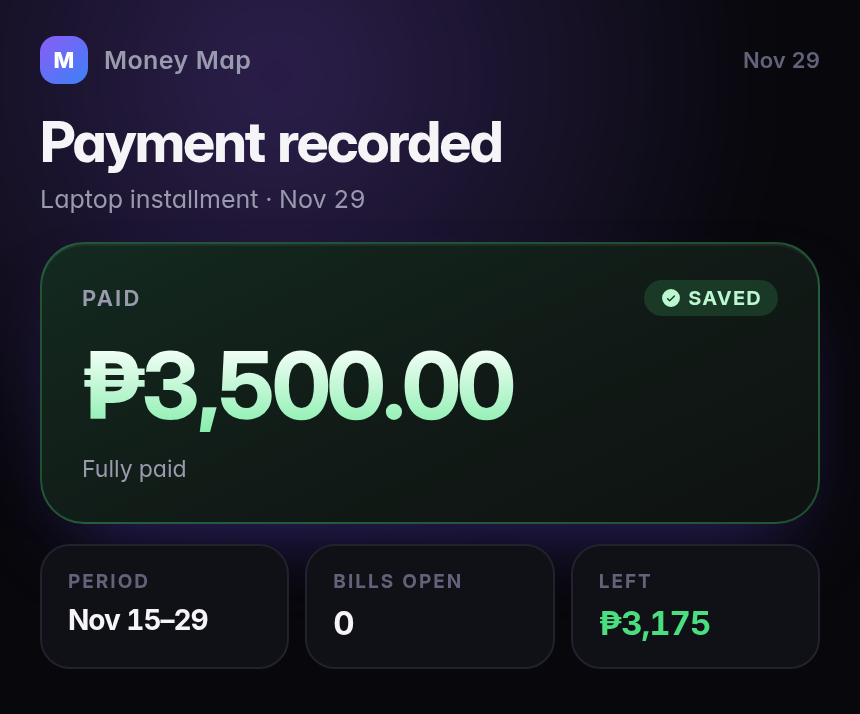 M Money Map Nov 29
Payment recorded
Laptop installment · Nov 29
PAID SAVED
₱3,500.00
Fully paid
PERIOD BILLS OPEN LEFT
Nov 15–29 0 ₱3,175